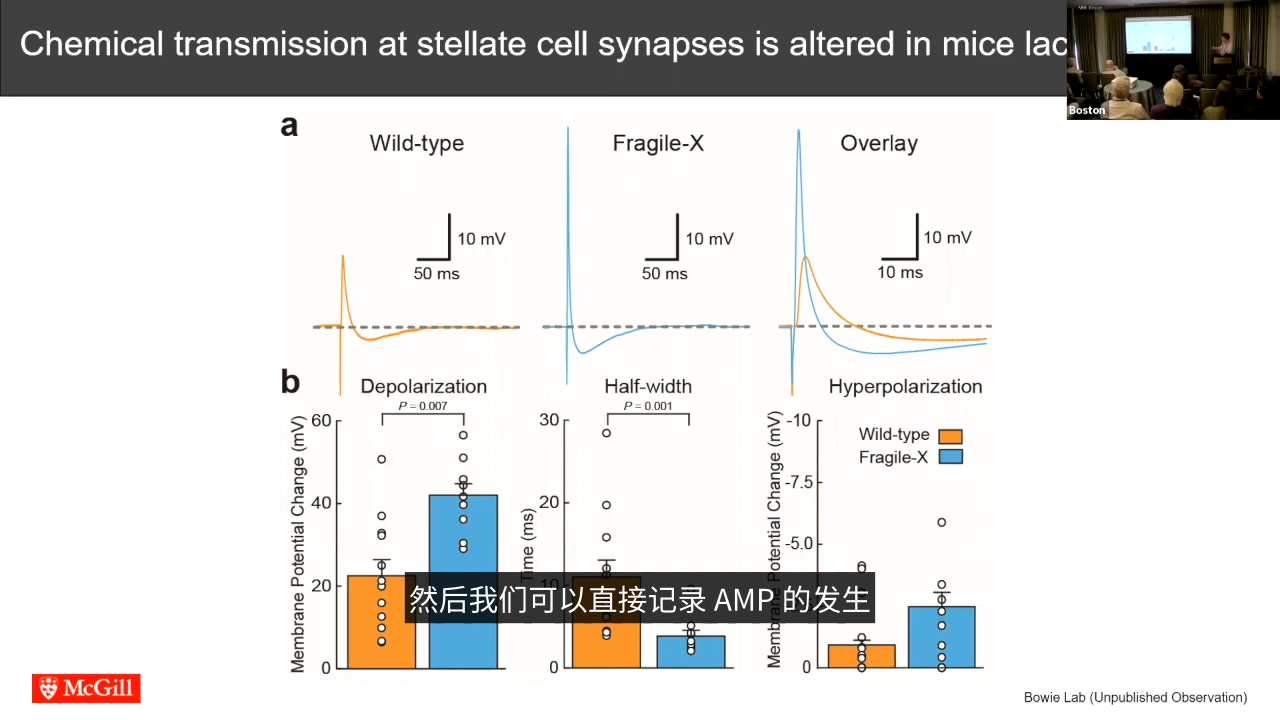 Chemical transmission at stellate cell synapses is altered in mice lac
Boston
a
Wild-type
Fragile-X
Overlay
10 mV
50 ms
10 mV
50 ms
10 mV
10 ms
b
Depolarization
Half-width
Hyperpolarization
P = 0.007
P = 0.001
Membrane Potential Change (mV)
60
40
20
0
Time (ms)
30
20
10
0
Membrane Potential Change (mV)
-10
-7.5
-5.0
0
Wild-type
Fragile-X
然后我们可以直接记录 AMP 的发生
McGill
Bowie Lab (Unpublished Observation)